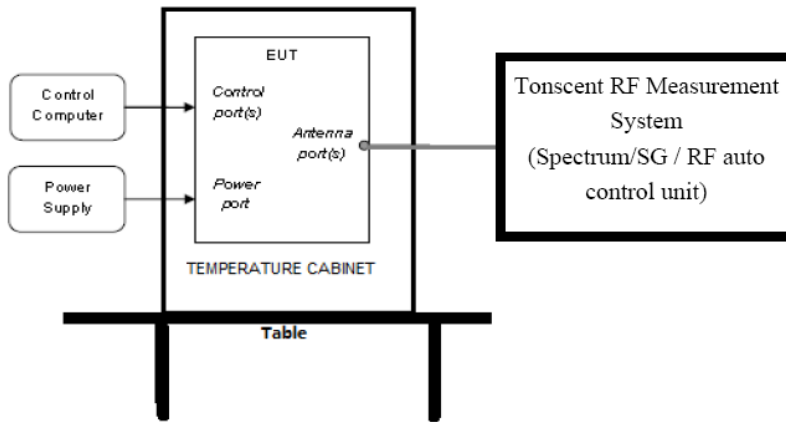 EUT
Control
Computer
Control
port(s)
Antenna
port(s)
Power
Supply
Power
port
TEMPERATURE CABINET
Table
Tonscent RF Measurement
System
(Spectrum/SG / RF auto
control unit)